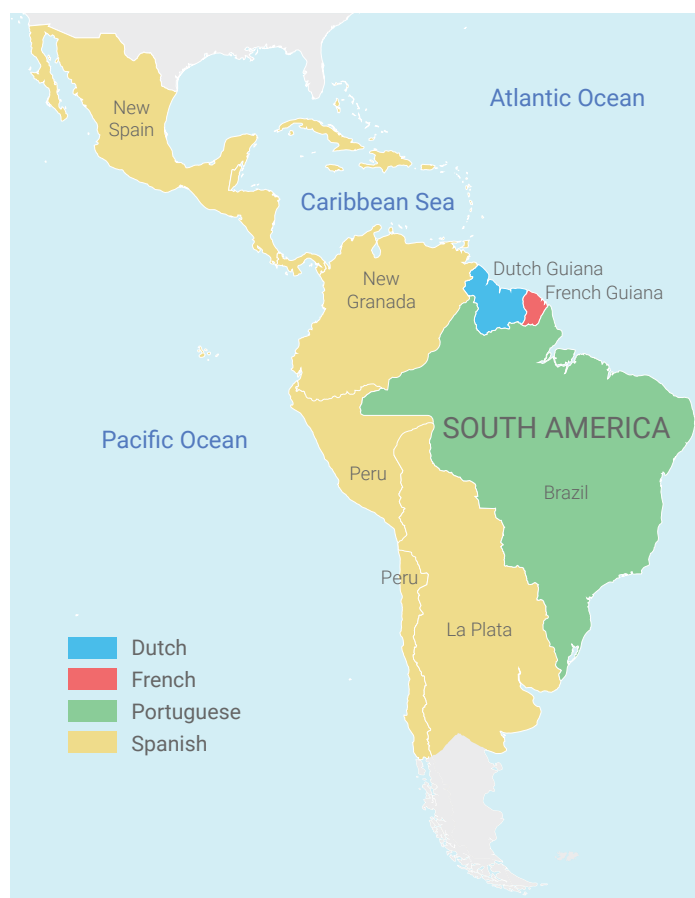 Atlantic Ocean
New
Spain
Caribbean Sea
Dutch Guiana
New
Granada
French Guiana
SOUTH AMERICA
Pacific Ocean
Peru
Brazil
Peru
La Plata
Dutch
French
Portuguese
Spanish